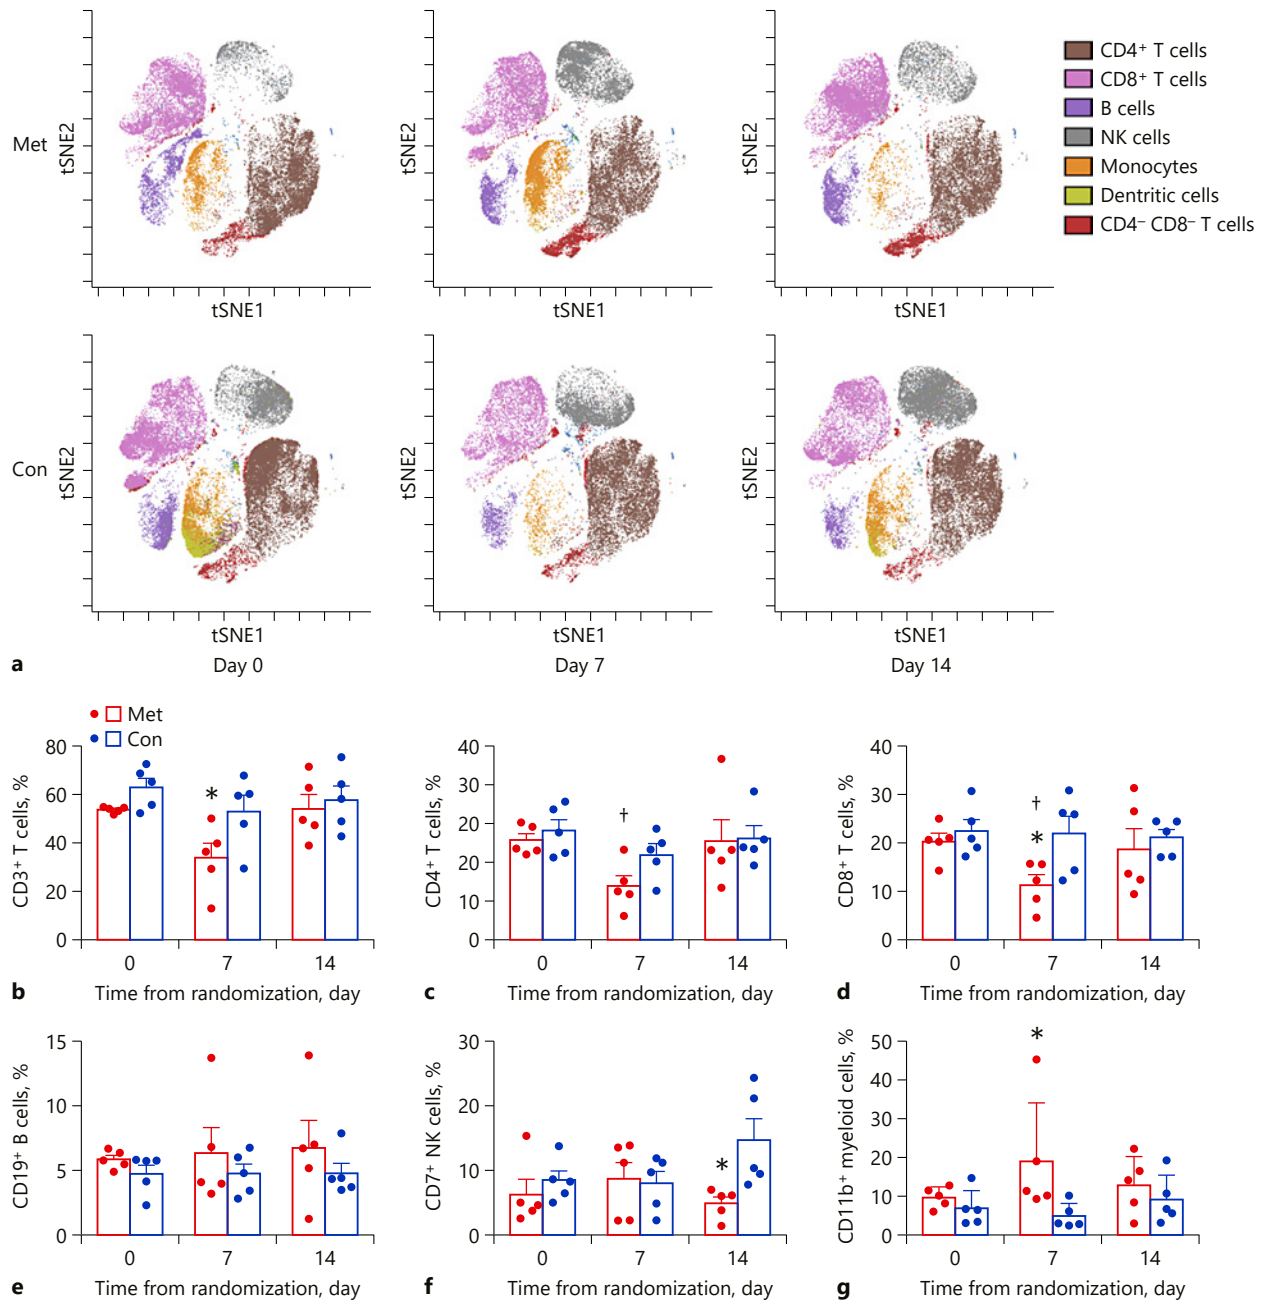 Met
tSNE2
tSNE1
tSNE2
tSNE1
tSNE2
tSNE1
CD4⁺ T cells
CD8⁺ T cells
B cells
NK cells
Monocytes
Dentritic cells
CD4⁻ CD8⁻ T cells
Con
tSNE2
tSNE1
tSNE2
tSNE1
tSNE2
tSNE1
a
Day 0
Day 7
Day 14
Met
Con
CD3⁺ T cells, %
80
60
40
20
0
*
0 7 14
b
Time from randomization, day
CD4⁺ T cells, %
40
30
20
20
10
0
†
0 7 14
c
Time from randomization, day
CD8⁺ T cells, %
40
30
20
10
0
†
*
0 7 14
d
Time from randomization, day
CD19⁺ B cells, %
15
10
5
0
0 7 14
e
Time from randomization, day
CD7⁺ NK cells, %
30
20
10
0
*
0 7 14
f
Time from randomization, day
CD11b⁺ myeloid cells, %
50
40
30
20
10
0
*
0 7 14
g
Time from randomization, day